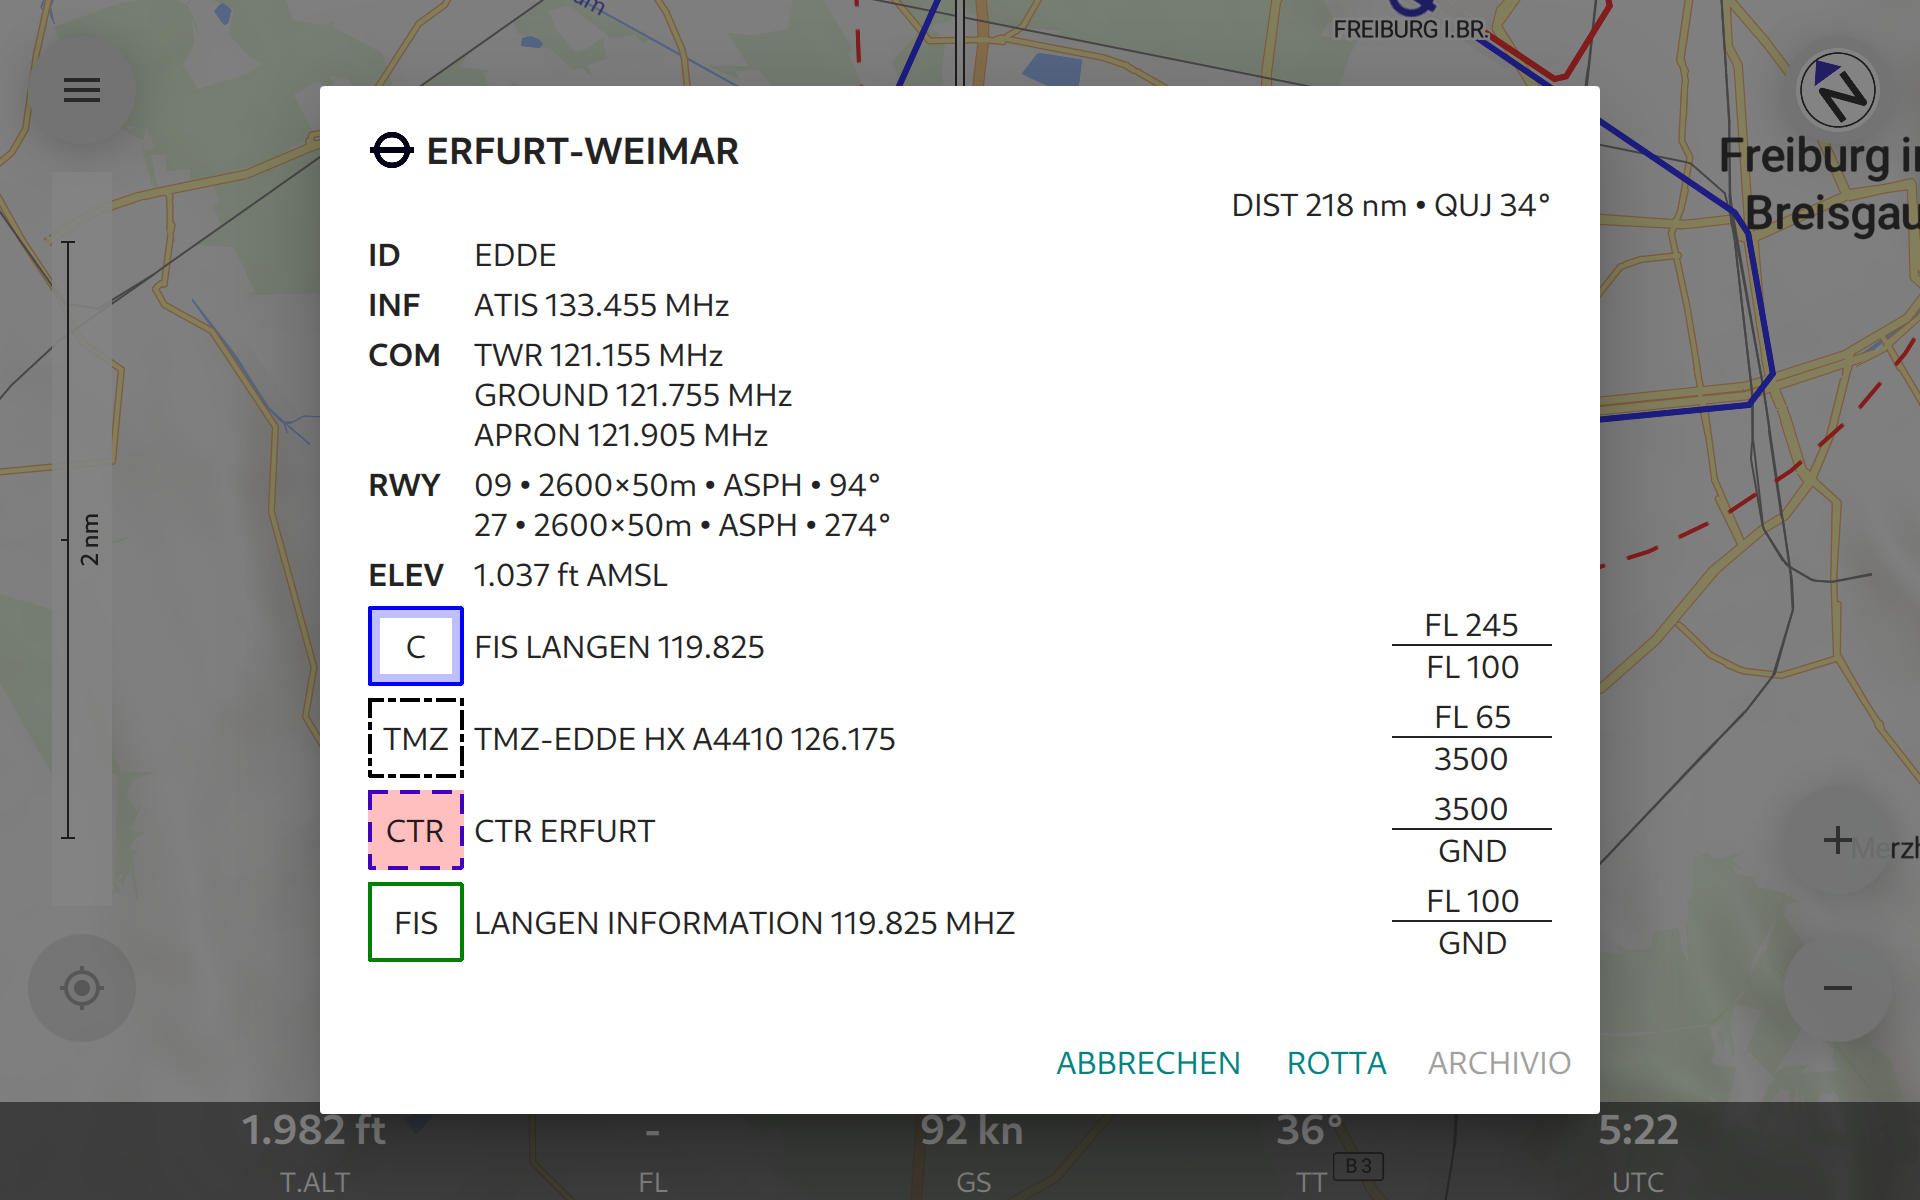 FREIBURG I.BR.
N
Freiburg
Breisgau
ERFURT-WEIMAR
DIST 218 nm • QUJ 34°
ID EDDE
INF ATIS 133.455 MHz
COM TWR 121.155 MHz
GROUND 121.755 MHz
APRON 121.905 MHz
RWY 09 • 2600×50m • ASPH • 94°
27 • 2600×50m • ASPH • 274°
ELEV 1.037 ft AMSL
C FIS LANGEN 119.825 FL 245
FL 100
TMZ TMZ-EDDE HX A4410 126.175 FL 65
3500
CTR CTR ERFURT 3500
GND
FIS LANGEN INFORMATION 119.825 MHZ FL 100
GND
2 nm
ABBRECHEN ROTTA ARCHIVIO
1.982 ft - 92 kn 36° 5:22
T.ALT FL GS TT UTC
B 3